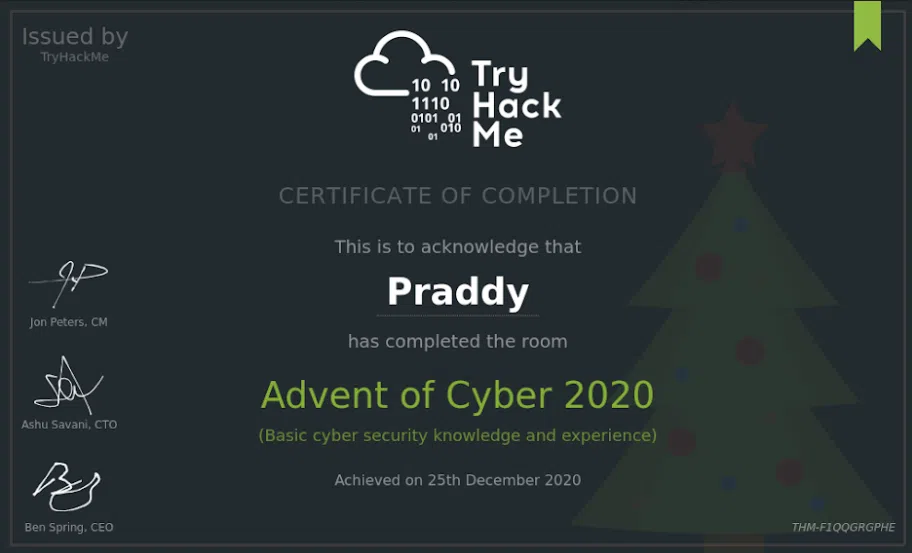 Issued by
TryHackMe
10 10
1110
0101 01
01 010
01
Try
Hack
Me
CERTIFICATE OF COMPLETION
This is to acknowledge that
Praddy
has completed the room
Advent of Cyber 2020
(Basic cyber security knowledge and experience)
Achieved on 25th December 2020
Jon Peters, CM
Ashu Savani, CTO
Ben Spring, CEO
THM-F1QQGRGPHE